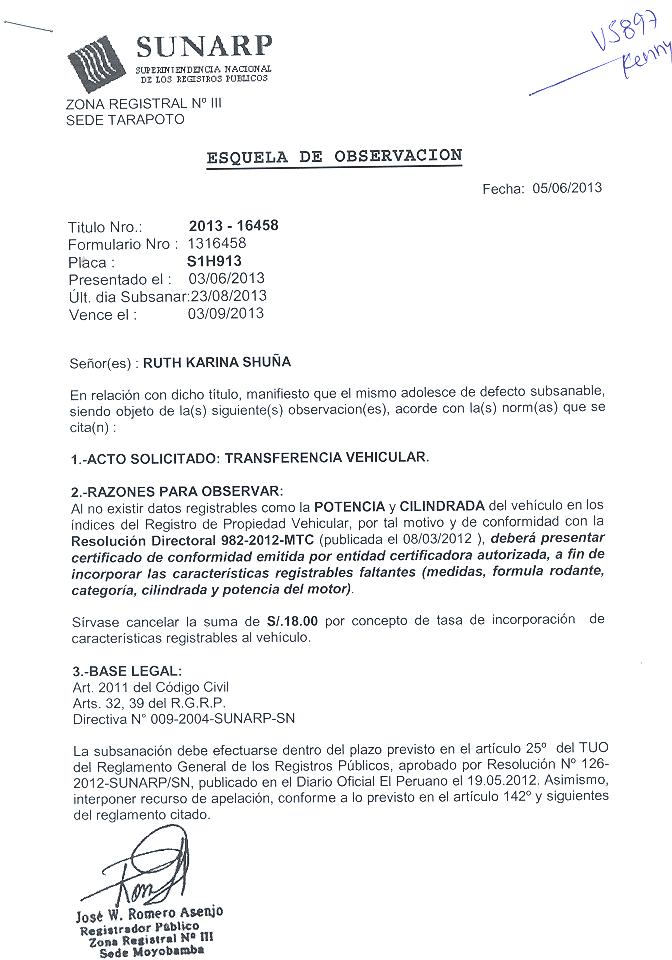 V5897
Kenny
SUNARP
SUPERINTENDENCIA NACIONAL
DE LOS REGISTROS PUBLICOS
ZONA REGISTRAL Nº III
SEDE TARAPOTO
ESQUELA DE OBSERVACION
Fecha: 05/06/2013
Titulo Nro.: 2013 - 16458
Formulario Nro : 1316458
Placa : S1H913
Presentado el : 03/06/2013
Últ. dia Subsanar:23/08/2013
Vence el : 03/09/2013
Señor(es) : RUTH KARINA SHUÑA
En relación con dicho título, manifiesto que el mismo adolesce de defecto subsanable,
siendo objeto de la(s) siguiente(s) observacion(es), acorde con la(s) norm(as) que se
cita(n) :
1.-ACTO SOLICITADO: TRANSFERENCIA VEHICULAR.
2.-RAZONES PARA OBSERVAR:
Al no existir datos registrables como la POTENCIA y CILINDRADA del vehículo en los
índices del Registro de Propiedad Vehicular, por tal motivo y de conformidad con la
Resolución Directoral 982-2012-MTC (publicada el 08/03/2012 ), deberá presentar
certificado de conformidad emitida por entidad certificadora autorizada, a fin de
incorporar las características registrables faltantes (medidas, formula rodante,
categoría, cilindrada y potencia del motor).
Sírvase cancelar la suma de S/.18.00 por concepto de tasa de incorporación de
características registrables al vehículo.
3.-BASE LEGAL:
Art. 2011 del Código Civil
Arts. 32, 39 del R.G.R.P.
Directiva N° 009-2004-SUNARP-SN
La subsanación debe efectuarse dentro del plazo previsto en el artículo 25º del TUO
del Reglamento General de los Registros Públicos, aprobado por Resolución Nº 126-
2012-SUNARP/SN, publicado en el Diario Oficial El Peruano el 19.05.2012. Asimismo,
interponer recurso de apelación, conforme a lo previsto en el artículo 142º y siguientes
del reglamento citado.
José W. Romero Asenjo
Registrador Público
Zona Registral Nº III
Sede Moyobamba